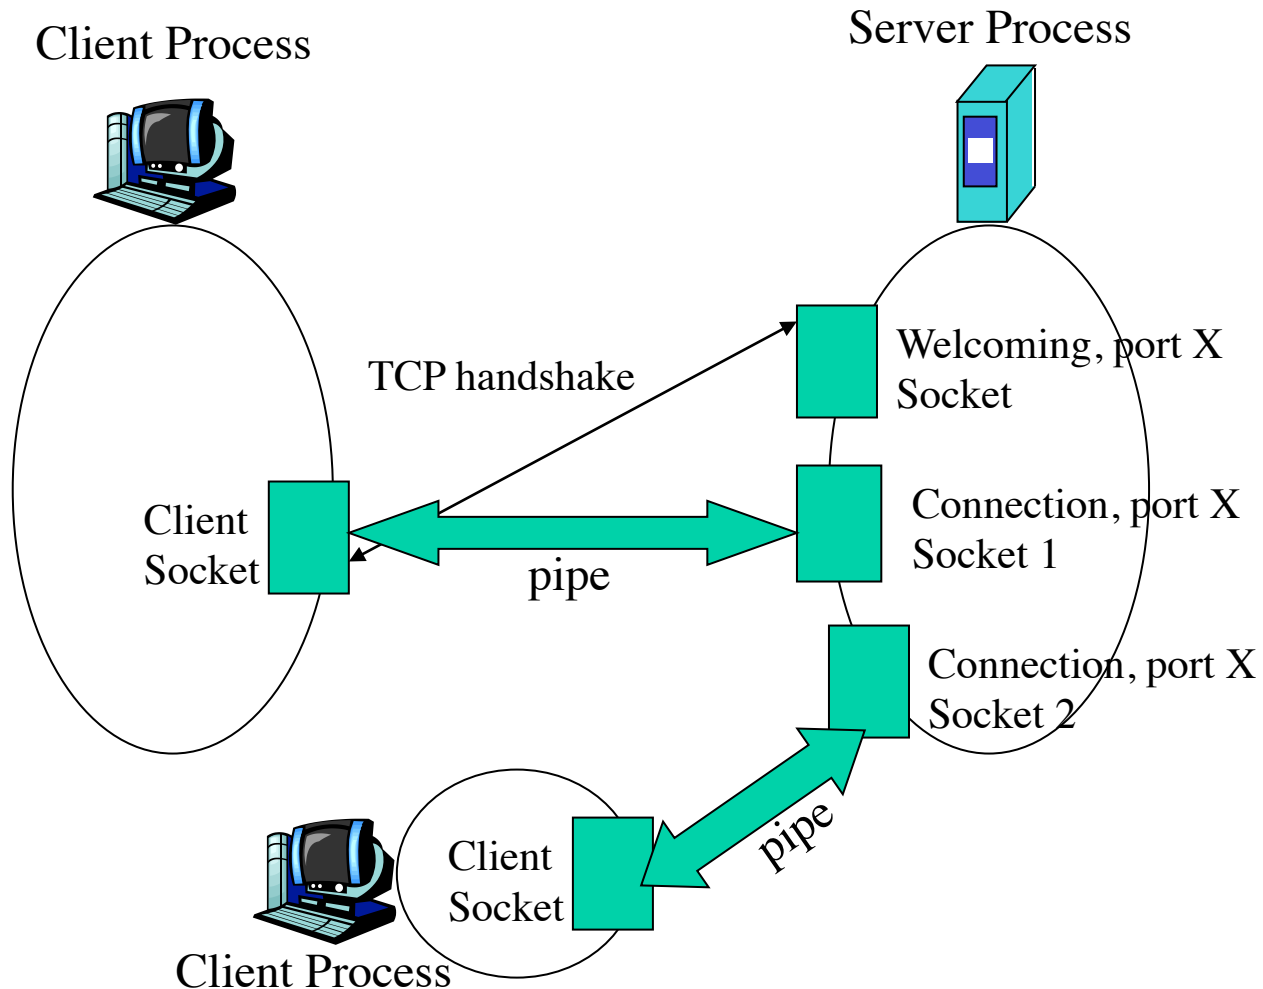 Client Process
Server Process
TCP handshake
Welcoming, port X
Socket
Client
Socket
pipe
Connection, port X
Socket 1
Connection, port X
Socket 2
pipe
Client
Socket
Client Process